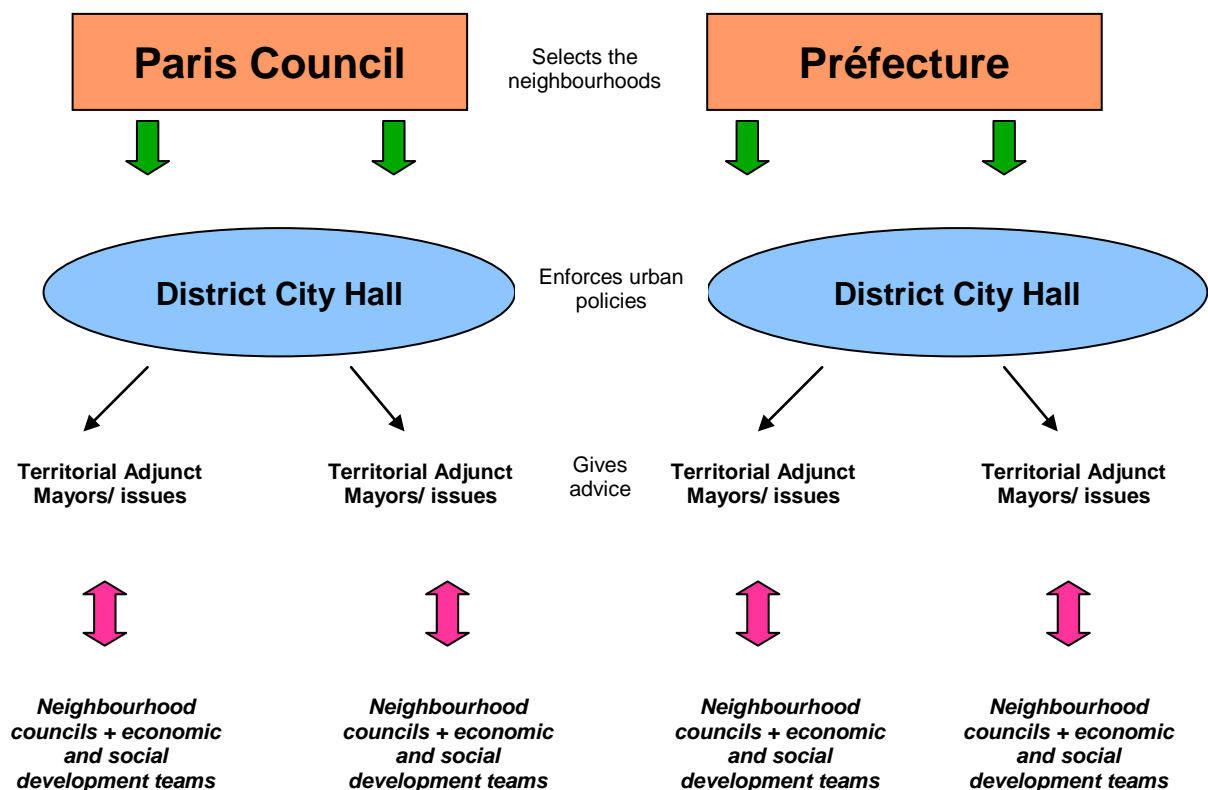 Paris Council
Selects the
neighbourhoods
Préfecture
District City Hall
Enforces urban
policies
District City Hall
Territorial Adjunct
Mayors/ issues
Territorial Adjunct
Mayors/ issues
Gives
advice
Territorial Adjunct
Mayors/ issues
Territorial Adjunct
Mayors/ issues
Neighbourhood
councils + economic
and social
development teams
Neighbourhood
councils + economic
and social
development teams
Neighbourhood
councils + economic
and social
development teams
Neighbourhood
councils + economic
and social
development teams